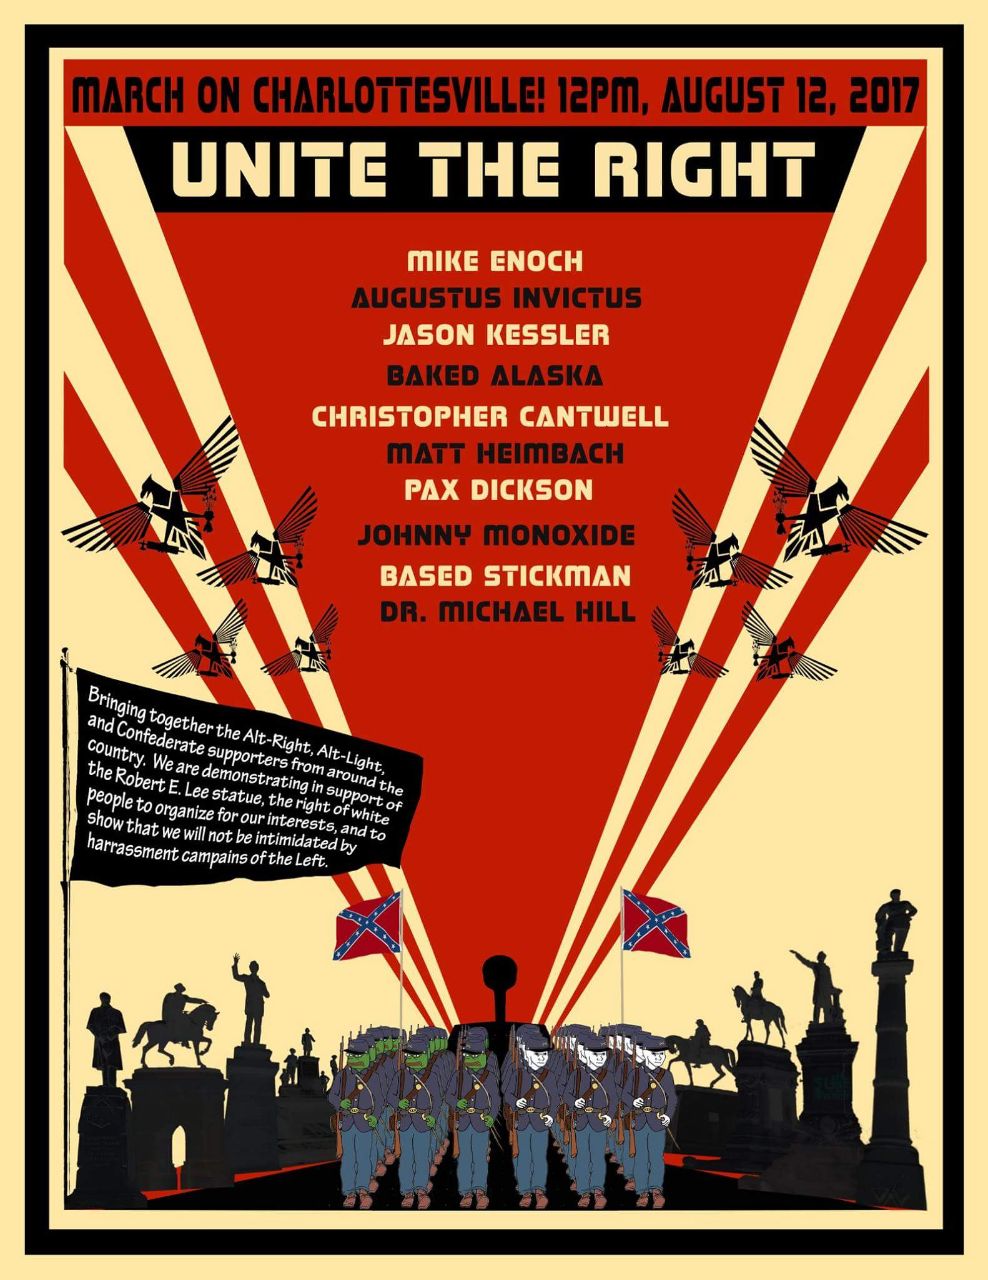 MARCH ON CHARLOTTESVILLE! 12PM, AUGUST 12, 2017
UNITE THE RIGHT
MIKE ENOCH
AUGUSTUS INVICTUS
JASON KESSLER
BAKED ALASKA
CHRISTOPHER CANTWELL
MATT HEIMBACH
PAX DICKSON
JOHNNY MONOXIDE
BASED STICKMAN
DR. MICHAEL HILL
Bringing together the Alt-Right, Alt-Light,
and Confederate supporters from around the
country. We are demonstrating in support of
the Robert E. Lee statue, the right of white
people to organize for our interests, and to
show that we will not be intimidated by
harrassment campains of the Left.